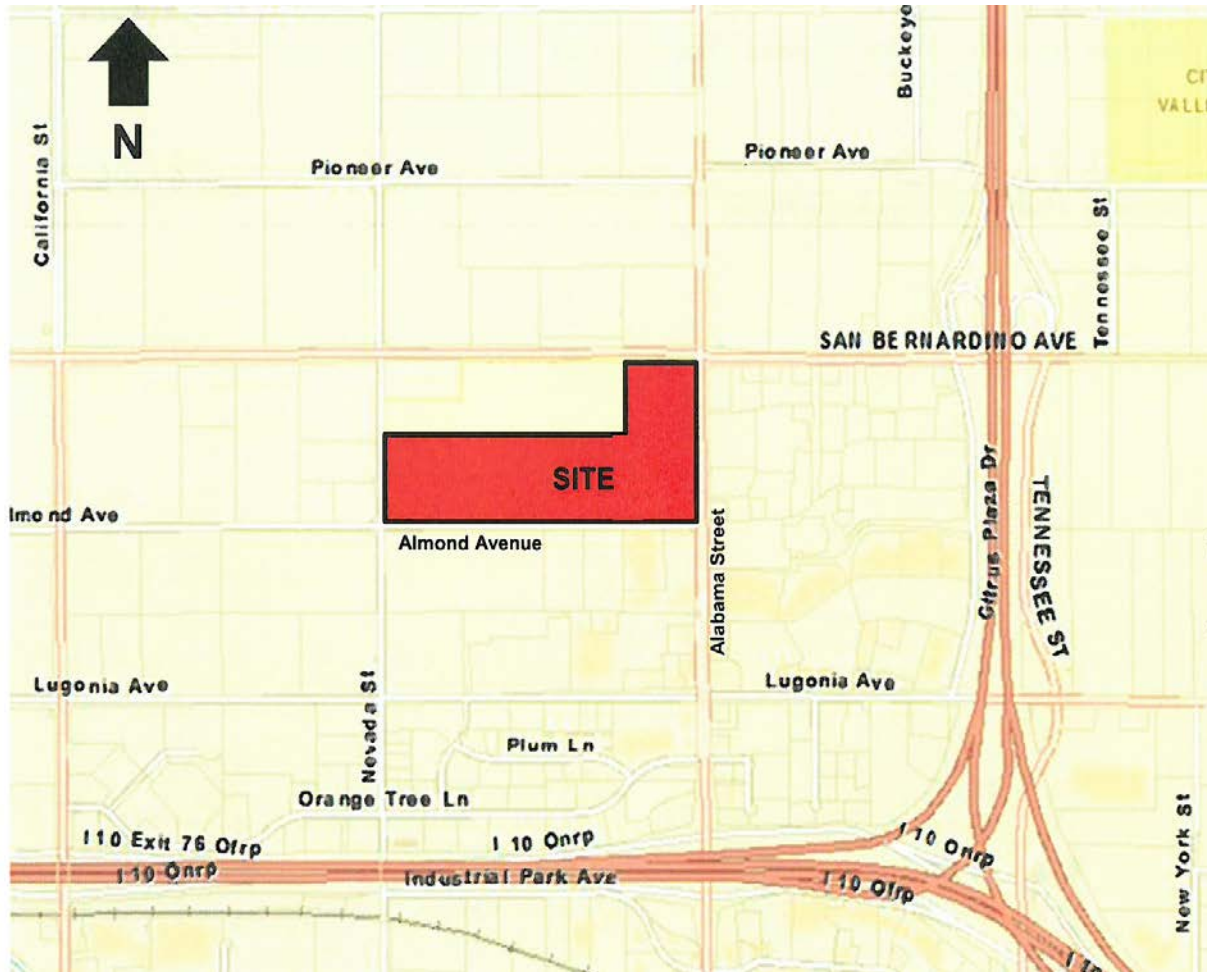 Buckeye
CI
VALL
N
California St
Pioneer Ave
Pioneer Ave
Tennessee St
SAN BERNARDINO AVE
SITE
lmond Ave
Almond Avenue
Alabama Street
Citrus Plaza Dr
TENNESSEE ST
Lugonia Ave
Nevada St
Lugonia Ave
Plum Ln
Orange Tree Ln
I 10 Exit 76 Ofrp
I 10 Onrp
I 10 Onrp
I 10 Onrp
Industrial Park Ave
I 10 Ofrp
New York St